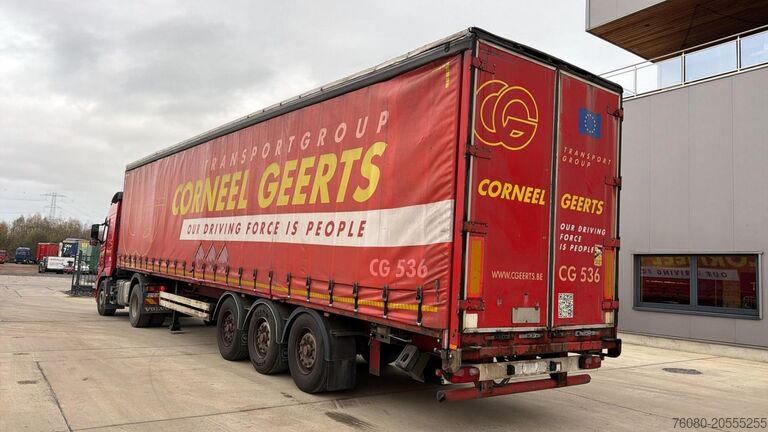 TRANSPORTGROUP
CORNEEL GEERTS
OUR DRIVING FORCE IS PEOPLE
CG 536
CG
TRANSPORT
GROUP
CORNEEL GEERTS
OUR DRIVING
FORCE IS
PEOPLE
WWW.CGEERTS.BE
CG 536
VOLVO
76080-20555255